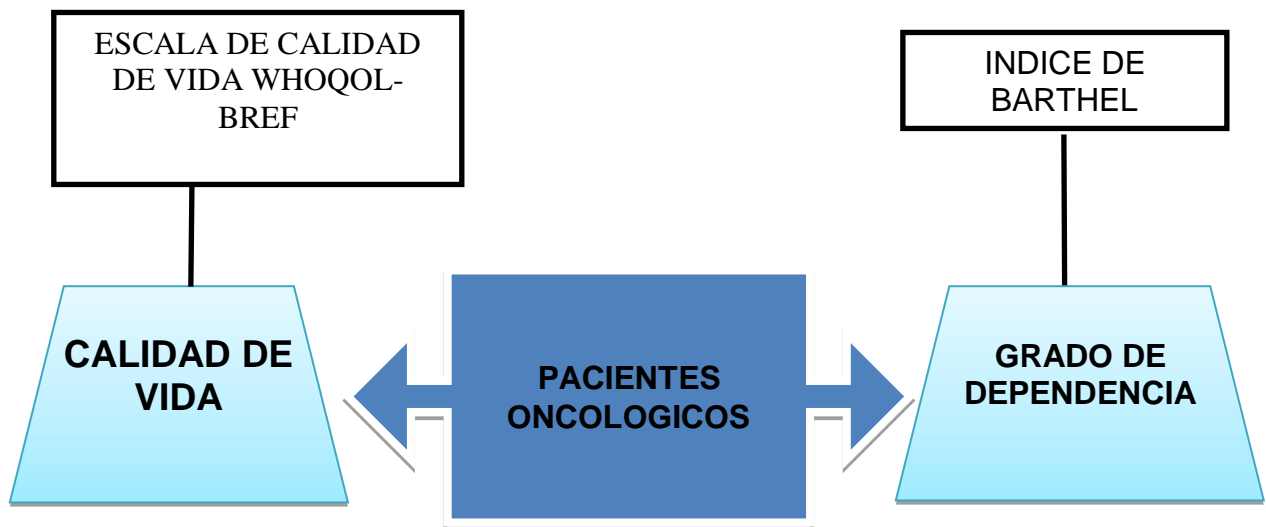 ESCALA DE CALIDAD
DE VIDA WHOQOL-
BREF
INDICE DE
BARTHEL
CALIDAD DE
VIDA
PACIENTES
ONCOLOGICOS
GRADO DE
DEPENDENCIA